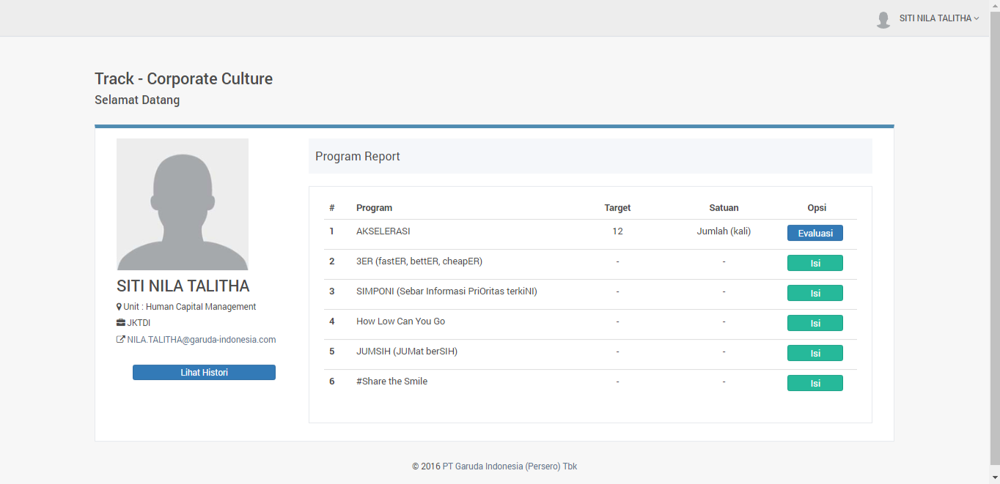 SITI NILA TALITHA
Track - Corporate Culture
Selamat Datang
SITI NILA TALITHA
Unit : Human Capital Management
JKTDI
NILA.TALITHA@garuda-indonesia.com
Lihat Histori
Program Report
# Program Target Satuan Opsi
1 AKSELERASI 12 Jumlah (kali) Evaluasi
2 3ER (fastER, bettER, cheapER) - - Isi
3 SIMPONI (Sebar Informasi PriOritas terkiNI) - - Isi
4 How Low Can You Go - - Isi
5 JUMSIH (JUMat berSIH) - - Isi
6 #Share the Smile - - Isi
© 2016 PT Garuda Indonesia (Persero) Tbk